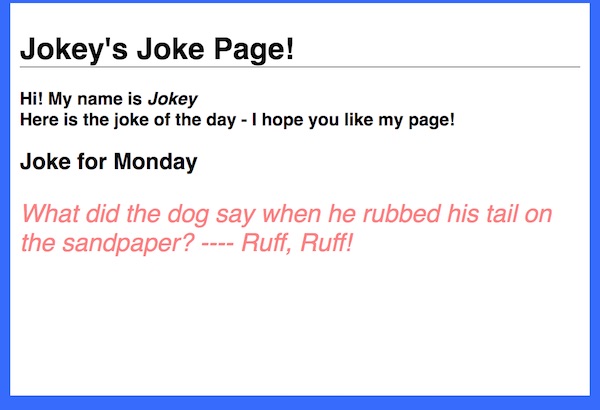 Jokey's Joke Page!
Hi! My name is Jokey
Here is the joke of the day - I hope you like my page!
Joke for Monday
What did the dog say when he rubbed his tail on
the sandpaper? ---- Ruff, Ruff!